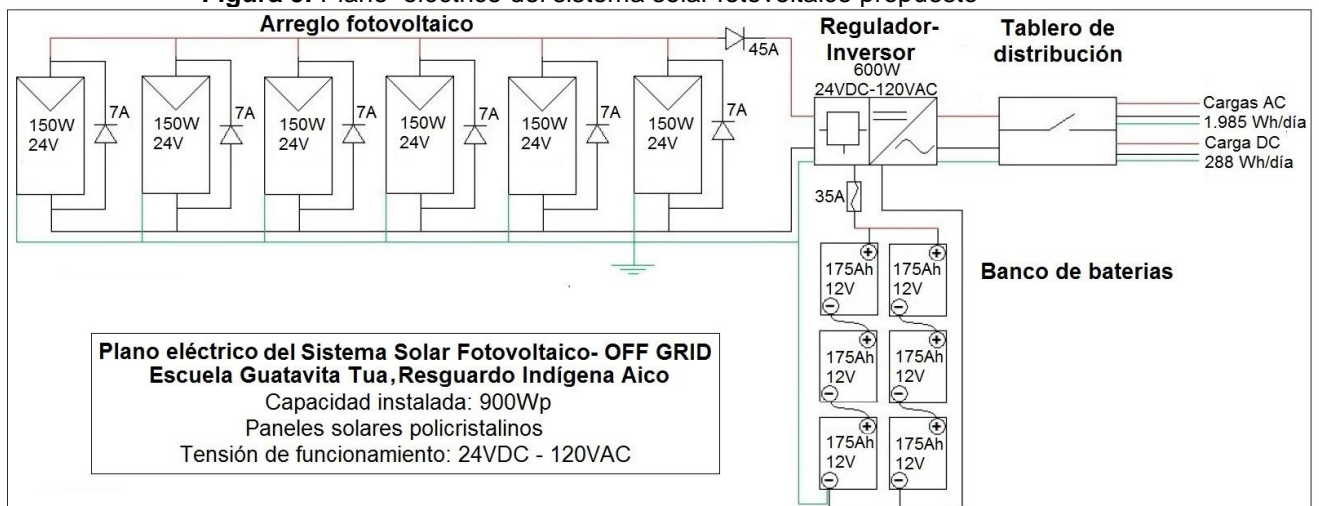 Figura 3. Plano eléctrico del sistema solar fotovoltaico propuesto
Arreglo fotovoltaico
Regulador-
Inversor
600W
24VDC-120VAC
Tablero de
distribución
45A
150W
24V
7A
150W
24V
7A
150W
24V
7A
150W
24V
7A
150W
24V
7A
150W
24V
7A
Cargas AC
1.985 Wh/día
Carga DC
288 Wh/día
35A
Banco de baterias
175Ah
12V
175Ah
12V
175Ah
12V
175Ah
12V
175Ah
12V
175Ah
12V
Plano eléctrico del Sistema Solar Fotovoltaico- OFF GRID
Escuela Guatavita Tua, Resguardo Indígena Aico
Capacidad instalada: 900Wp
Paneles solares policristalinos
Tensión de funcionamiento: 24VDC - 120VAC